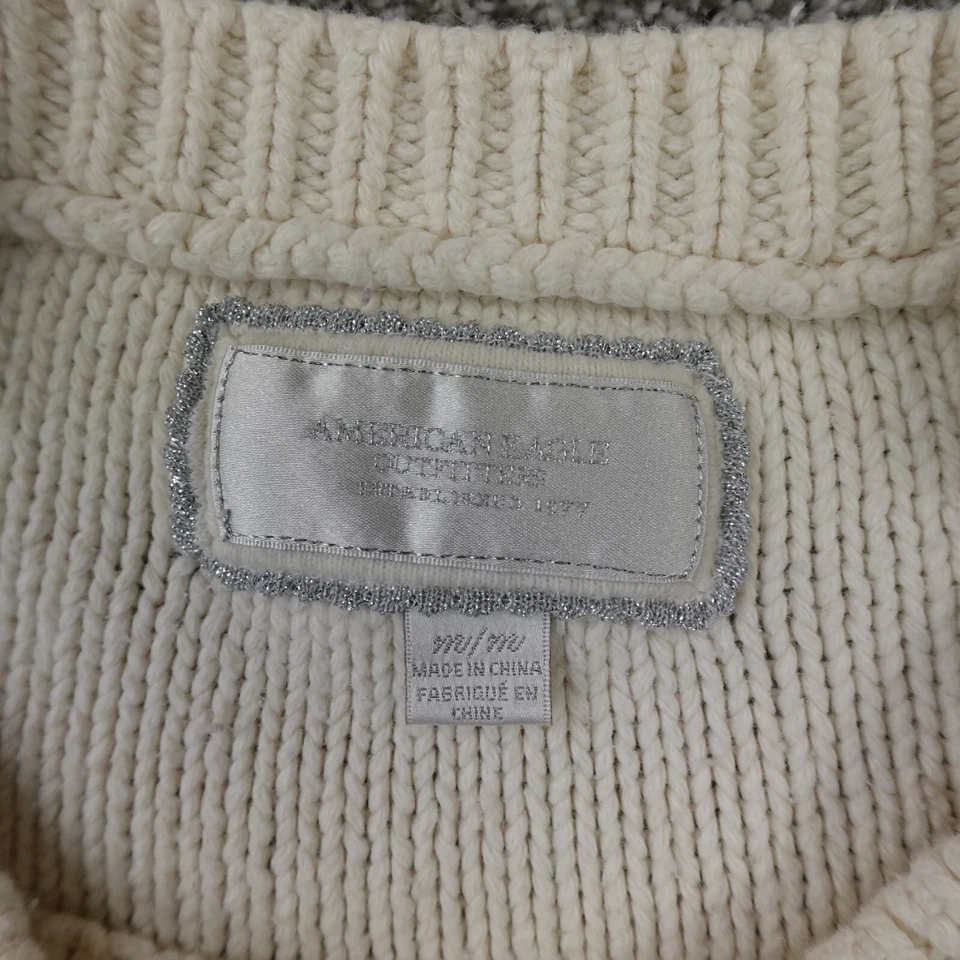 AMERICAN EAGLE
OUTFITTERS
ESTABLISHED 1977
m/m
MADE IN CHINA
FABRIQUÉ EN
CHINE